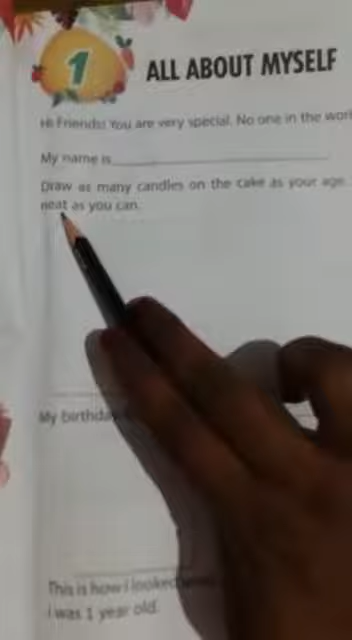 1
ALL ABOUT MYSELF
Hi Friends! You are very special. No one in the
My name is
Draw as many candles on the cake as your age.
neat as you can.
My
This is how I looked
I was 1 year old.